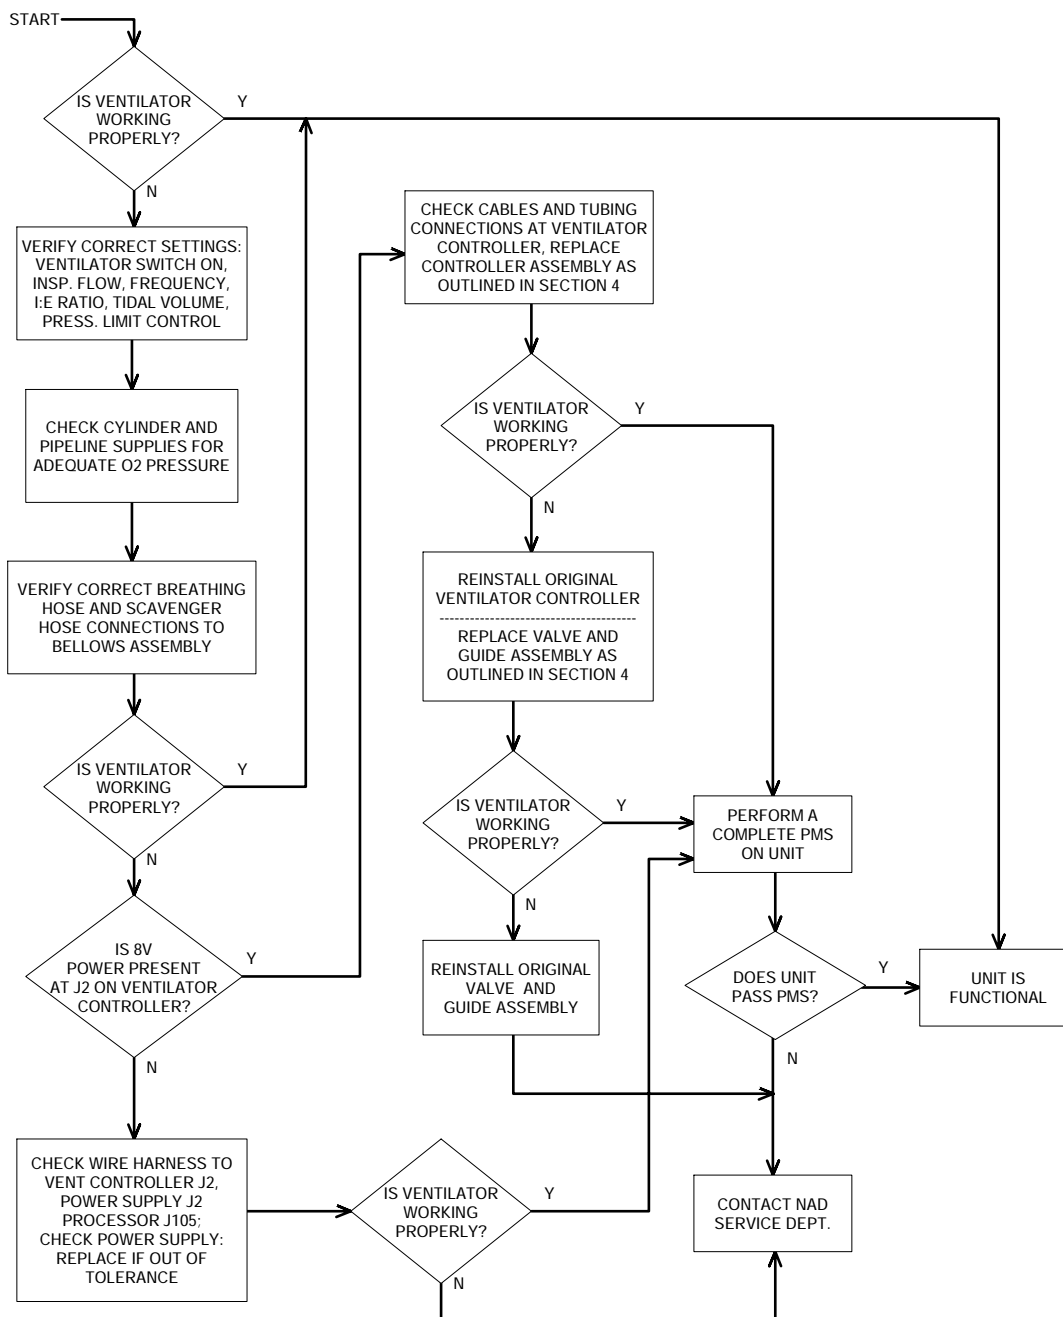 START
IS VENTILATOR
WORKING
PROPERLY?
Y
N
VERIFY CORRECT SETTINGS:
VENTILATOR SWITCH ON,
INSP. FLOW, FREQUENCY,
I:E RATIO, TIDAL VOLUME,
PRESS. LIMIT CONTROL
CHECK CYLINDER AND
PIPELINE SUPPLIES FOR
ADEQUATE O2 PRESSURE
VERIFY CORRECT BREATHING
HOSE AND SCAVENGER
HOSE CONNECTIONS TO
BELLOWS ASSEMBLY
IS VENTILATOR
WORKING
PROPERLY?
Y
N
IS 8V
POWER PRESENT
AT J2 ON VENTILATOR
CONTROLLER?
Y
N
CHECK WIRE HARNESS TO
VENT CONTROLLER J2,
POWER SUPPLY J2
PROCESSOR J105;
CHECK POWER SUPPLY:
REPLACE IF OUT OF
TOLERANCE
IS VENTILATOR
WORKING
PROPERLY?
Y
N
CHECK CABLES AND TUBING
CONNECTIONS AT VENTILATOR
CONTROLLER, REPLACE
CONTROLLER ASSEMBLY AS
OUTLINED IN SECTION 4
IS VENTILATOR
WORKING
PROPERLY?
Y
N
REINSTALL ORIGINAL
VENTILATOR CONTROLLER
------------------------------------
REPLACE VALVE AND
GUIDE ASSEMBLY AS
OUTLINED IN SECTION 4
IS VENTILATOR
WORKING
PROPERLY?
Y
N
REINSTALL ORIGINAL
VALVE AND
GUIDE ASSEMBLY
PERFORM A
COMPLETE PMS
ON UNIT
DOES UNIT
PASS PMS?
Y
N
UNIT IS
FUNCTIONAL
CONTACT NAD
SERVICE DEPT.